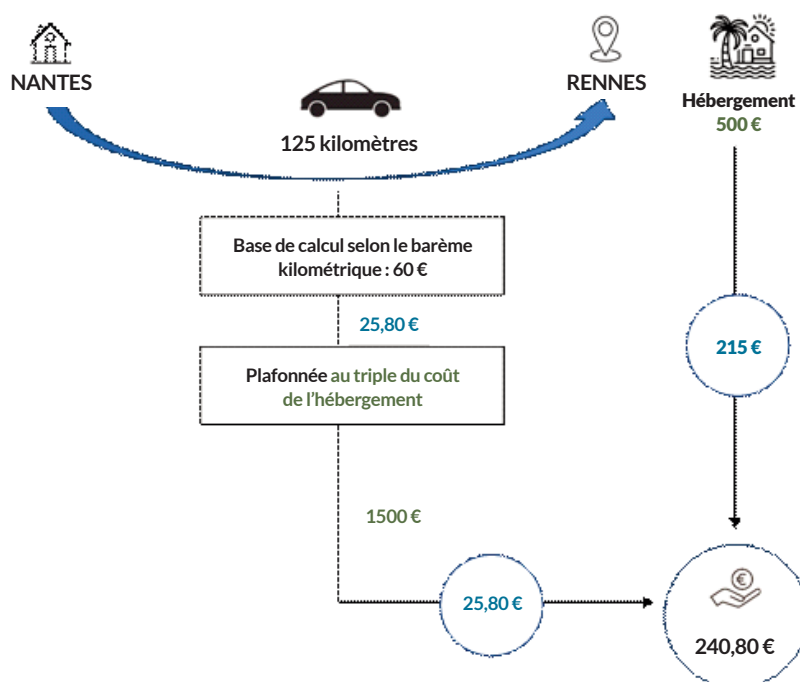 NANTES
RENNES
Hébergement
500 €
125 kilomètres
Base de calcul selon le barème
kilométrique : 60 €
25,80 €
215 €
Plafonnée au triple du coût
de l'hébergement
1500 €
25,80 €
€
240,80 €